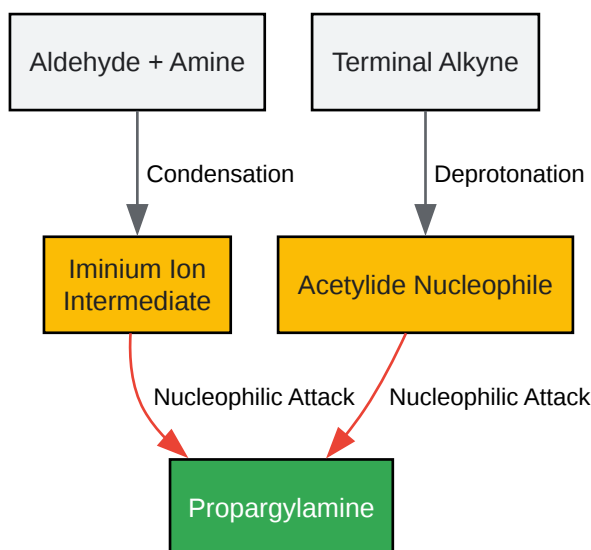 Aldehyde + Amine
Terminal Alkyne
Condensation
Deprotonation
Iminium Ion
Intermediate
Acetylide Nucleophile
Nucleophilic Attack
Nucleophilic Attack
Propargylamine